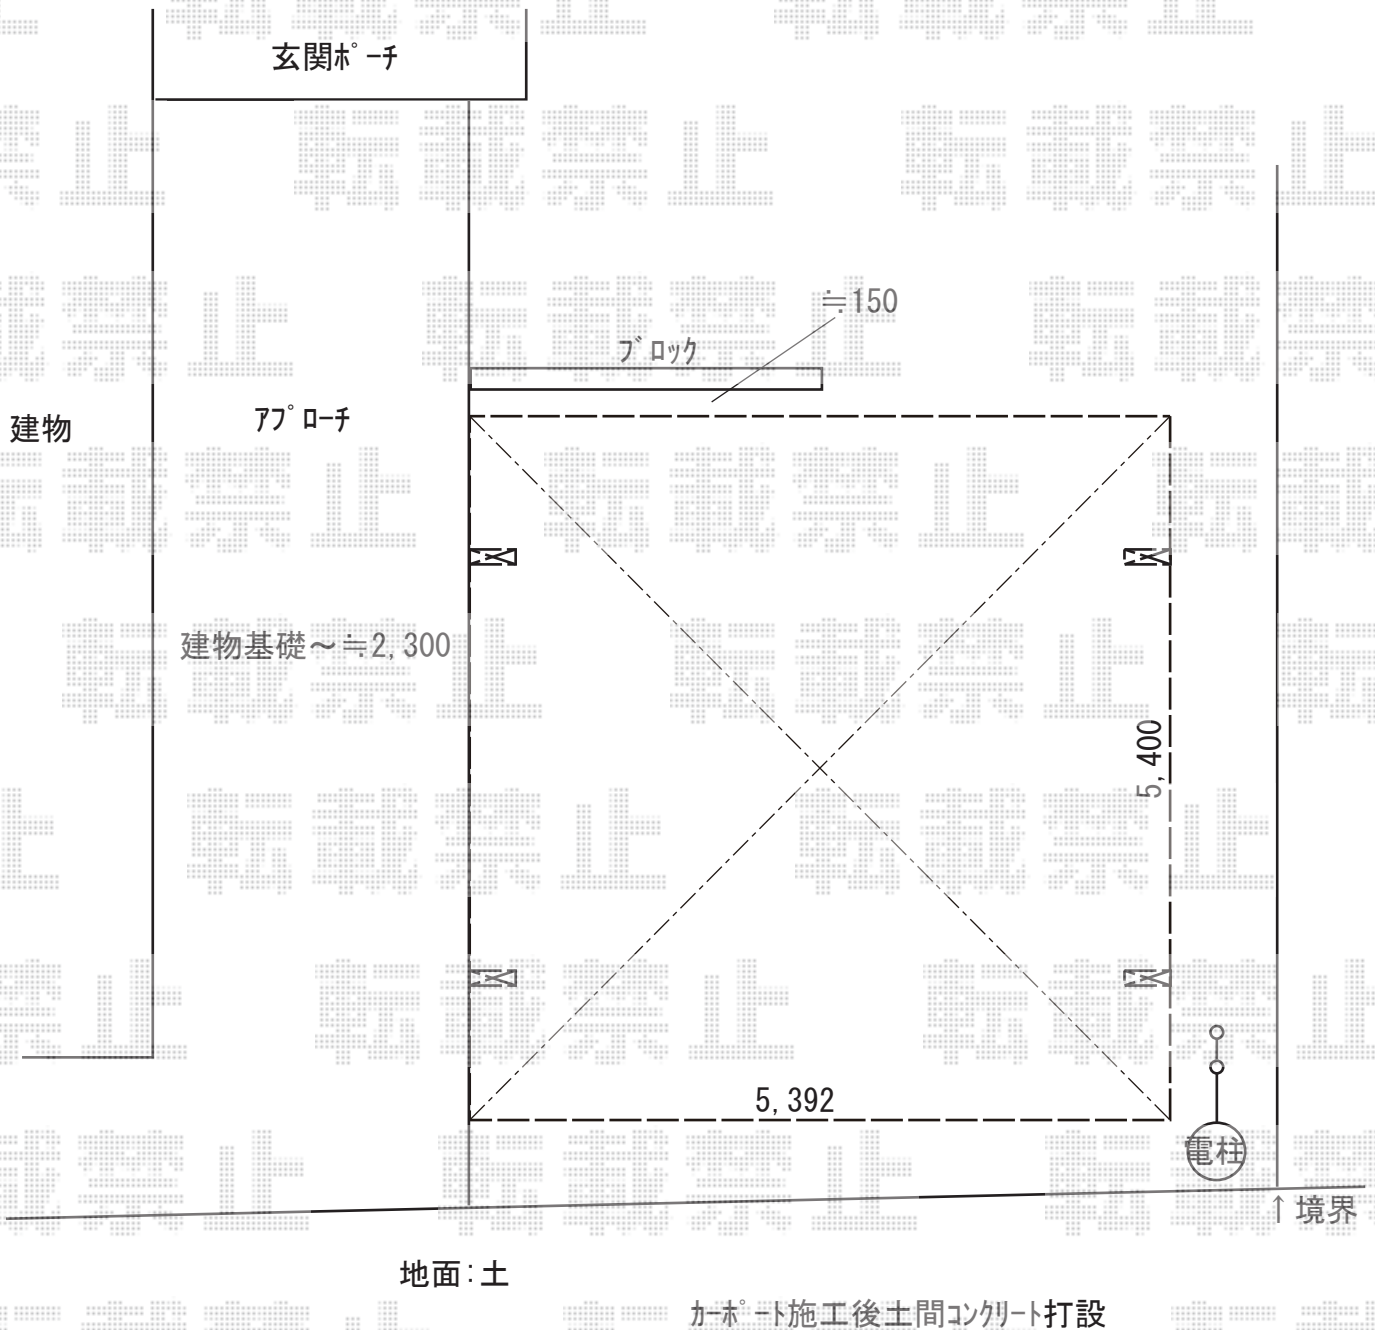 玄関ﾎﾟｰﾁ
≒150
ﾌﾞﾛｯｸ
建物
ｱﾌﾟﾛｰﾁ
建物基礎～≒2,300
5,400
5,392
電柱
↑境界
地面:土
ｶｰﾎﾟｰﾄ施工後土間ｺﾝｸﾘｰﾄ打設
転載禁止